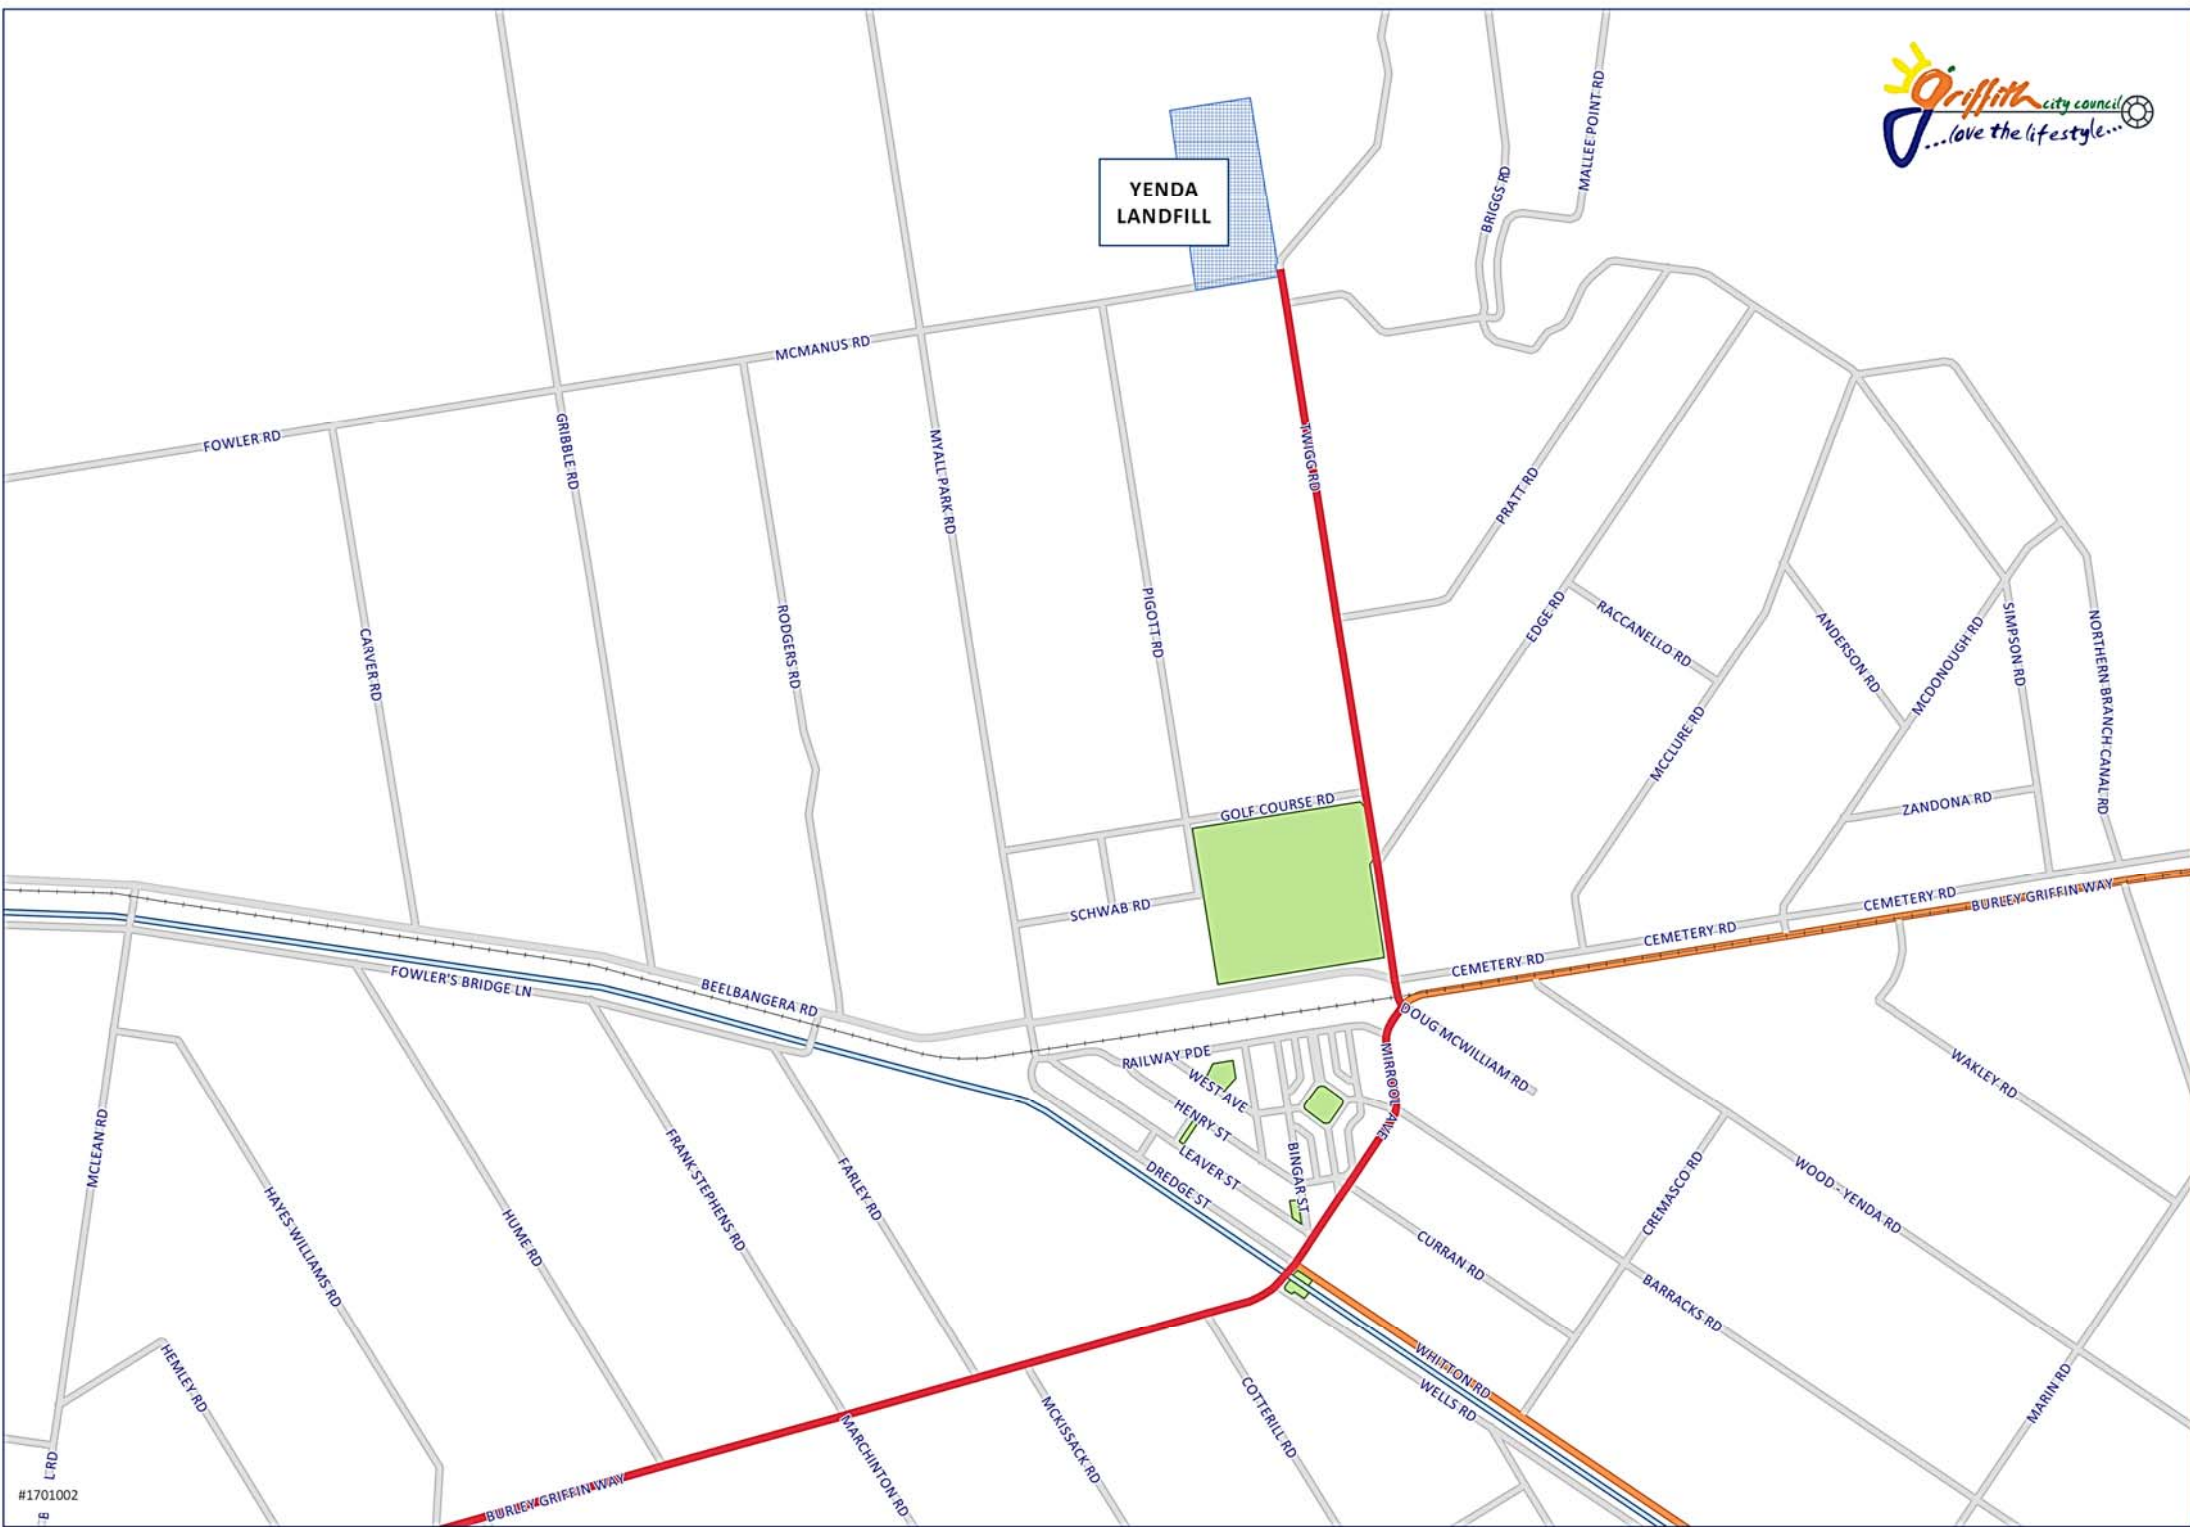 griffith city council
...love the lifestyle...
MALLEE POINT RD
BRIGGS RD
YENDA
LANDFILL
MCMANUS RD
FOWLER RD
GRIBBLE RD
MYALL PARK RD
TWIGG RD
PRATT RD
CARVER RD
RODGERS RD
PIGOTT RD
EDGE RD
RACCANELLO RD
ANDERSON RD
MCDONOUGH RD
SIMPSON RD
NORTHERN BRANCH CANAL RD
MCCLURE RD
GOLF COURSE RD
ZANDONA RD
SCHWAB RD
CEMETERY RD
BURLEY GRIFFIN WAY
CEMETERY RD
CEMETERY RD
FOWLER'S BRIDGE LN
BEELBANGERA RD
DOUG MCWILLIAM RD
RAILWAY PDE
WEST AVE
MIRROOL AVE
WAKLEY RD
HENRY ST
MCLEAN RD
FRANK STEPHENS RD
FARLEY RD
LEAVER ST
BINGAR ST
DREDGE ST
CREMASCO RD
WOOD - YENDA RD
HAYES WILLIAMS RD
HUME RD
CURRAN RD
BARRACKS RD
HEMLEY RD
WHITTON RD
WELLS RD
COTTERILL RD
MCKISSACK RD
MARIN RD
MARCHINTON RD
L RD
BURLEY GRIFFIN WAY
#1701002
B